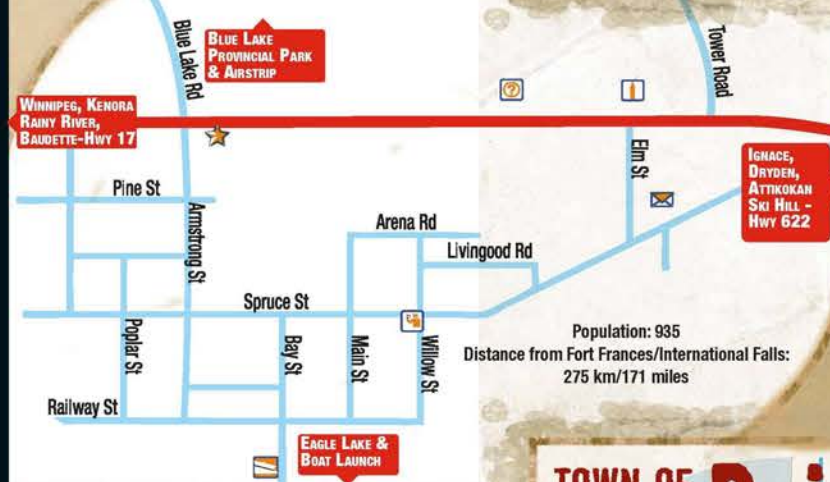 Blue Lake Rd
BLUE LAKE
PROVINCIAL PARK
& AIRSTRIP
Tower Road
WINNIPEG, KENORA
RAINY RIVER,
BAUDETTE-HWY 17
?
IGNACE,
DRYDEN,
ATTIKOKAN
SKI HILL -
HWY 622
Elm St
Pine St
Armstrong St
Arena Rd
Livingood Rd
Spruce St
Poplar St
Bay St
Main St
Willow St
Population: 935
Distance from Fort Frances/International Falls:
275 km/171 miles
Railway St
EAGLE LAKE &
BOAT LAUNCH
TOWN OF